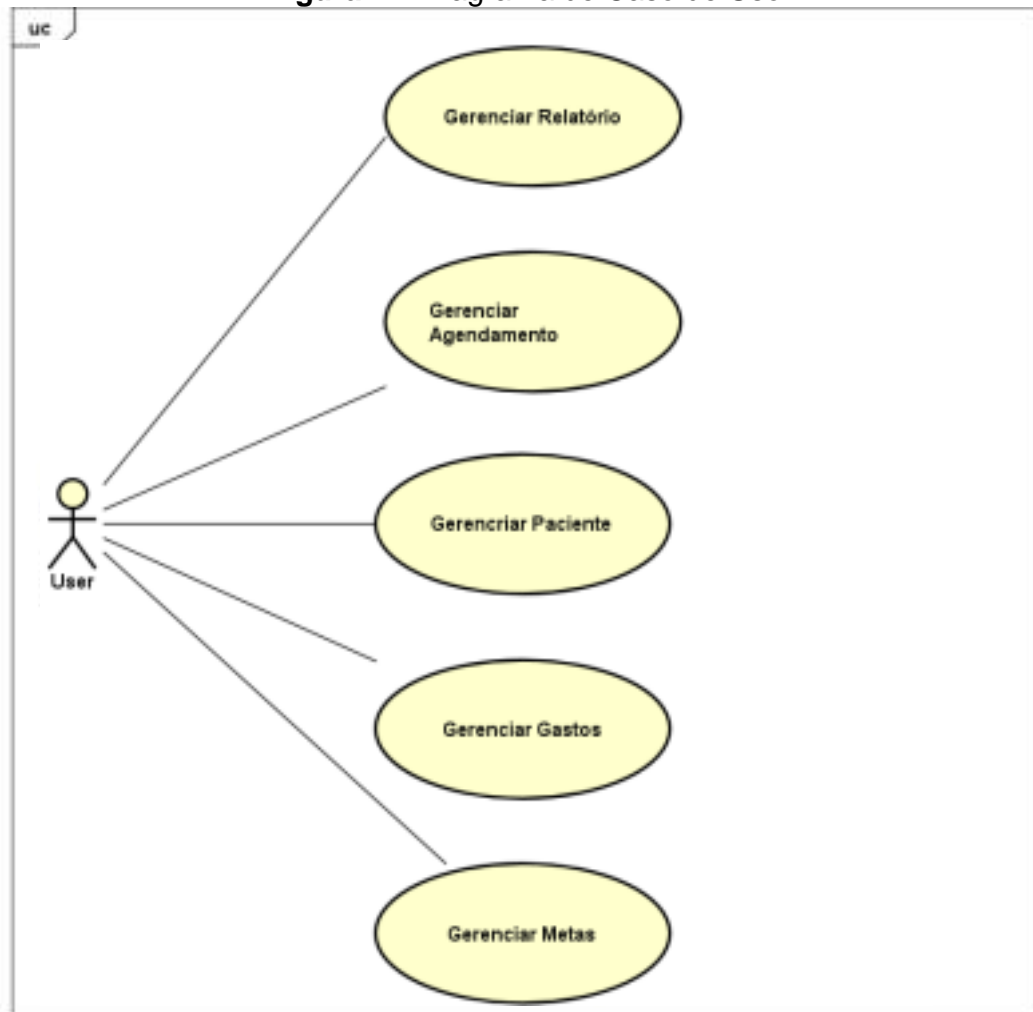 uc
Gerenciar Relatório
Gerenciar
Agendamento
Gerencriar Paciente
User
Gerenciar Gastos
Gerenciar Metas